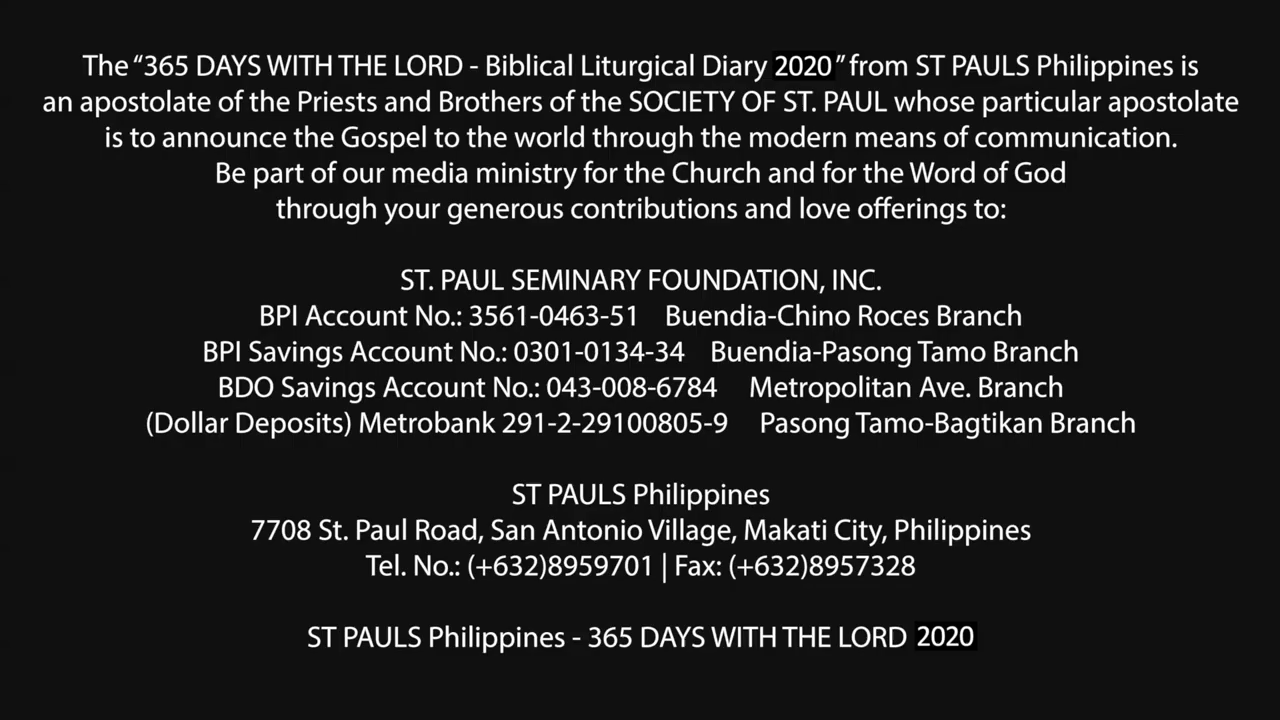 The “365 DAYS WITH THE LORD - Biblical Liturgical Diary 2020” from ST PAULS Philippines is
an apostolate of the Priests and Brothers of the SOCIETY OF ST. PAUL whose particular apostolate
is to announce the Gospel to the world through the modern means of communication.
Be part of our media ministry for the Church and for the Word of God
through your generous contributions and love offerings to:
ST. PAUL SEMINARY FOUNDATION, INC.
BPI Account No.: 3561-0463-51 Buendia-Chino Roces Branch
BPI Savings Account No.: 0301-0134-34 Buendia-Pasong Tamo Branch
BDO Savings Account No.: 043-008-6784 Metropolitan Ave. Branch
(Dollar Deposits) Metrobank 291-2-29100805-9 Pasong Tamo-Bagtikan Branch
ST PAULS Philippines
7708 St. Paul Road, San Antonio Village, Makati City, Philippines
Tel. No.: (+632)8959701 | Fax: (+632)8957328
ST PAULS Philippines - 365 DAYS WITH THE LORD 2020